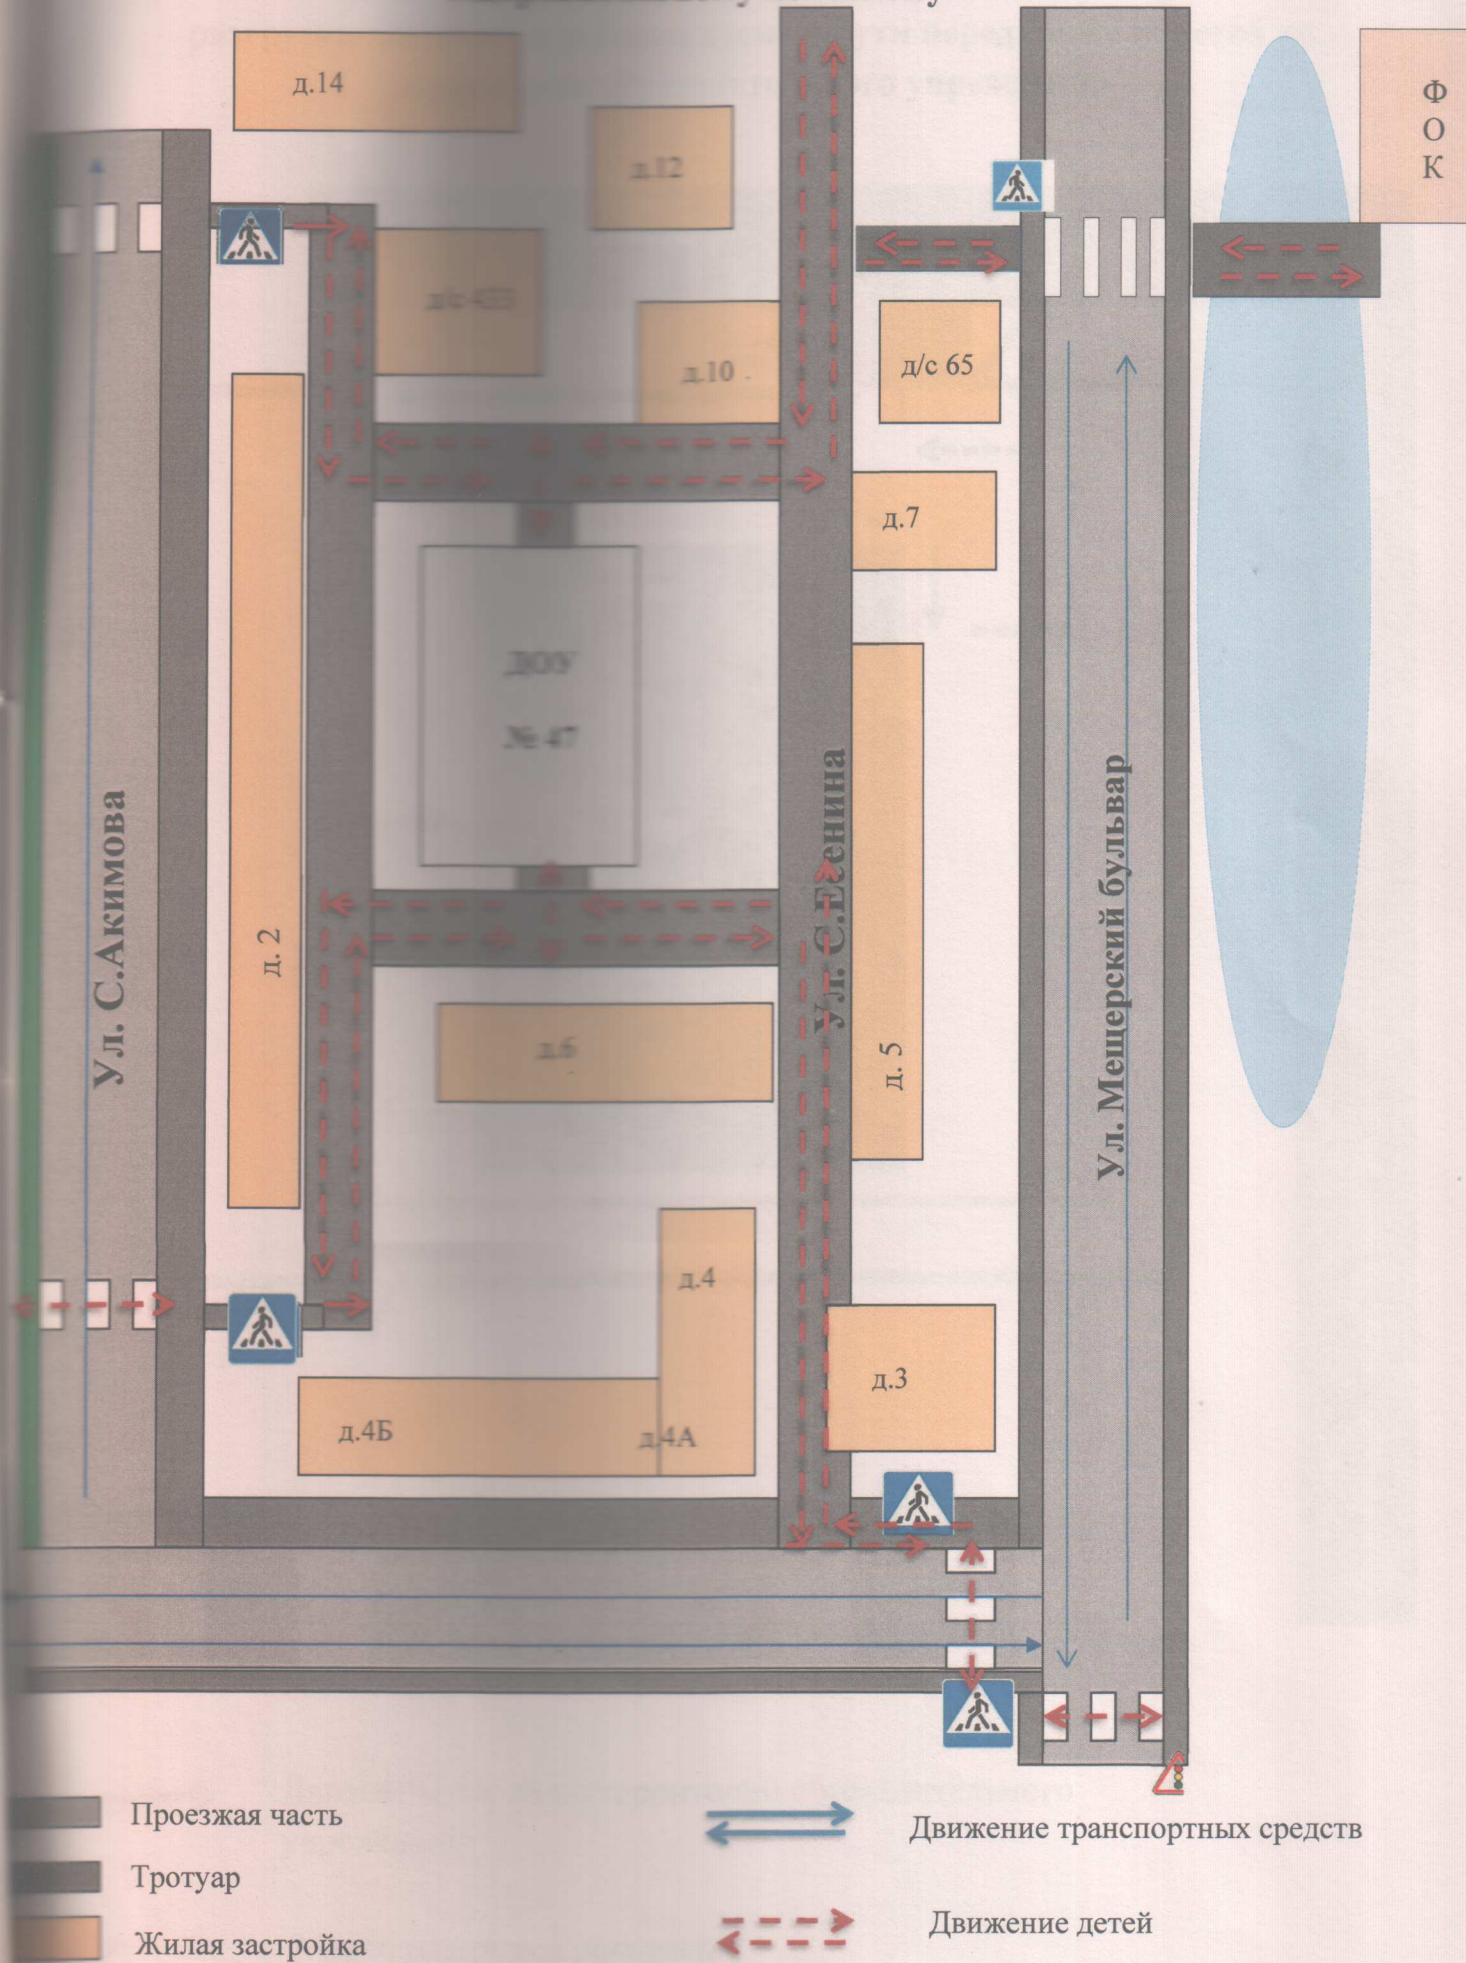 д.14
д.12
Ф
О
К
д/с
д.10
д/с 65
д.7
ДОУ
№ 47
Ул. С.Акимова
д. 2
Ул. С.Есенина
Ул. Мещерский бульвар
д.6
д. 5
д.4
д.3
д.4Б
д.4А
Проезжая часть
Движение транспортных средств
Тротуар
Движение детей
Жилая застройка